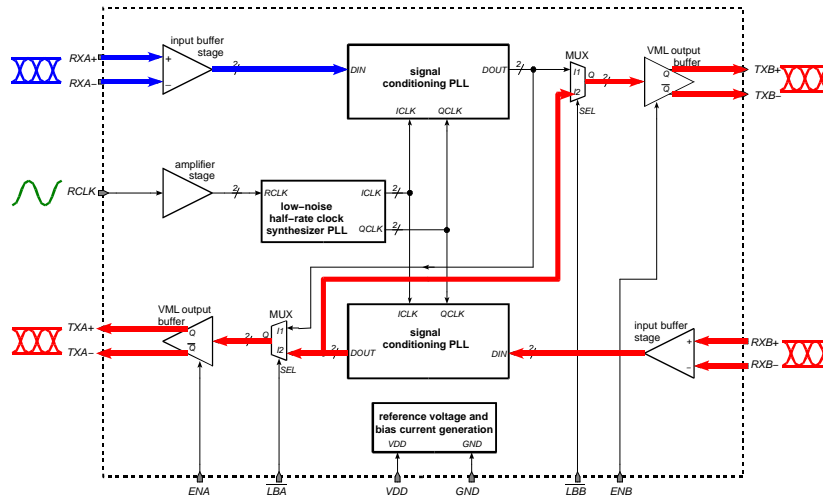 RXA+
RXA−
input buffer
stage
+
−
2
DIN
signal
conditioning PLL
DOUT
ICLK
QCLK
2
MUX
I1
I2
Q
2
SEL
VML output
buffer
Q
Q
TXB+
TXB−
RCLK
amplifier
stage
2
RCLK
ICLK
low−noise
half−rate clock
synthesizer PLL
QCLK
2
2
TXA+
TXA−
VML output
buffer
Q
Q
2
MUX
Q
I1
I2
SEL
2
ICLK
QCLK
signal
conditioning PLL
DOUT
DIN
2
input buffer
stage
+
−
RXB+
RXB−
reference voltage and
bias current generation
VDD
GND
ENA
LBA
VDD
GND
LBB
ENB